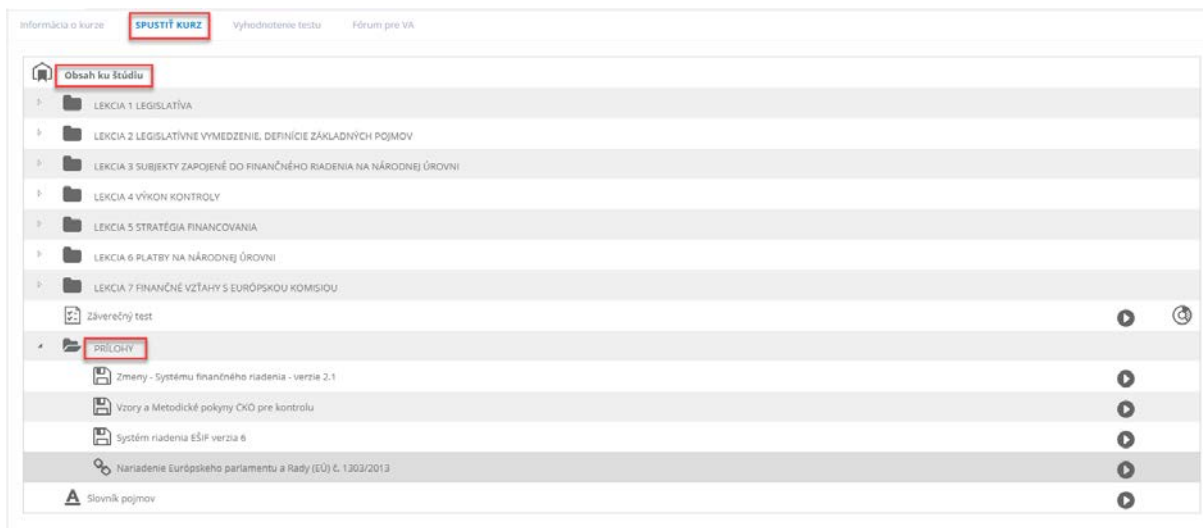 Informácia o kurze SPUSTIŤ KURZ Vyhodnotenie testu Fórum pre VA
Obsah ku štúdiu
LEKCIA 1 LEGISLATÍVA
LEKCIA 2 LEGISLATÍVNE VYMEDZENIE, DEFINÍCIE ZÁKLADNÝCH POJMOV
LEKCIA 3 SUBJEKTY ZAPOJENÉ DO FINANČNÉHO RIADENIA NA NÁRODNEJ ÚROVNI
LEKCIA 4 VÝKON KONTROLY
LEKCIA 5 STRATÉGIA FINANCOVANIA
LEKCIA 6 PLATBY NA NÁRODNEJ ÚROVNI
LEKCIA 7 FINANČNÉ VZŤAHY S EURÓPSKOU KOMISIOU
Záverečný test
PRÍLOHY
Zmeny - Systému finančného riadenia - verzie 2.1
Vzory a Metodické pokyny CKO pre kontrolu
Systém riadenia EŠIF verzia 6
Nariadenie Európskeho parlamentu a Rady (EÚ) č. 1303/2013
Slovník pojmov